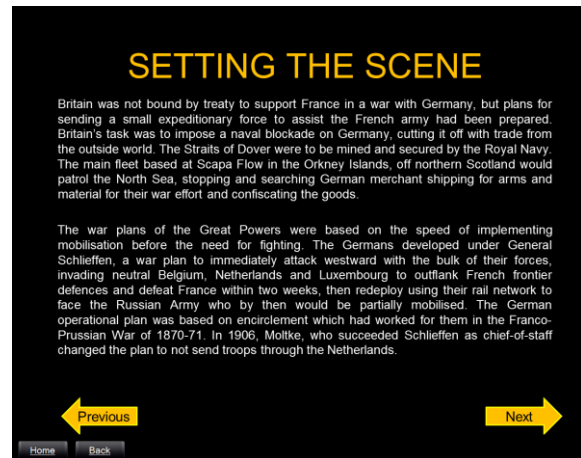 SETTING THE SCENE
Britain was not bound by treaty to support France in a war with Germany, but plans for
sending a small expeditionary force to assist the French army had been prepared.
Britain's task was to impose a naval blockade on Germany, cutting it off with trade from
the outside world. The Straits of Dover were to be mined and secured by the Royal Navy.
The main fleet based at Scapa Flow in the Orkney Islands, off northern Scotland would
patrol the North Sea, stopping and searching German merchant shipping for arms and
material for their war effort and confiscating the goods.
The war plans of the Great Powers were based on the speed of implementing
mobilisation before the need for fighting. The Germans developed under General
Schlieffen, a war plan to immediately attack westward with the bulk of their forces,
invading neutral Belgium, Netherlands and Luxembourg to outflank French frontier
defences and defeat France within two weeks, then redeploy using their rail network to
face the Russian Army who by then would be partially mobilised. The German
operational plan was based on encirclement which had worked for them in the Franco-
Prussian War of 1870-71. In 1906, Moltke, who succeeded Schlieffen as chief-of-staff
changed the plan to not send troops through the Netherlands.
Previous
Next
Home
Back